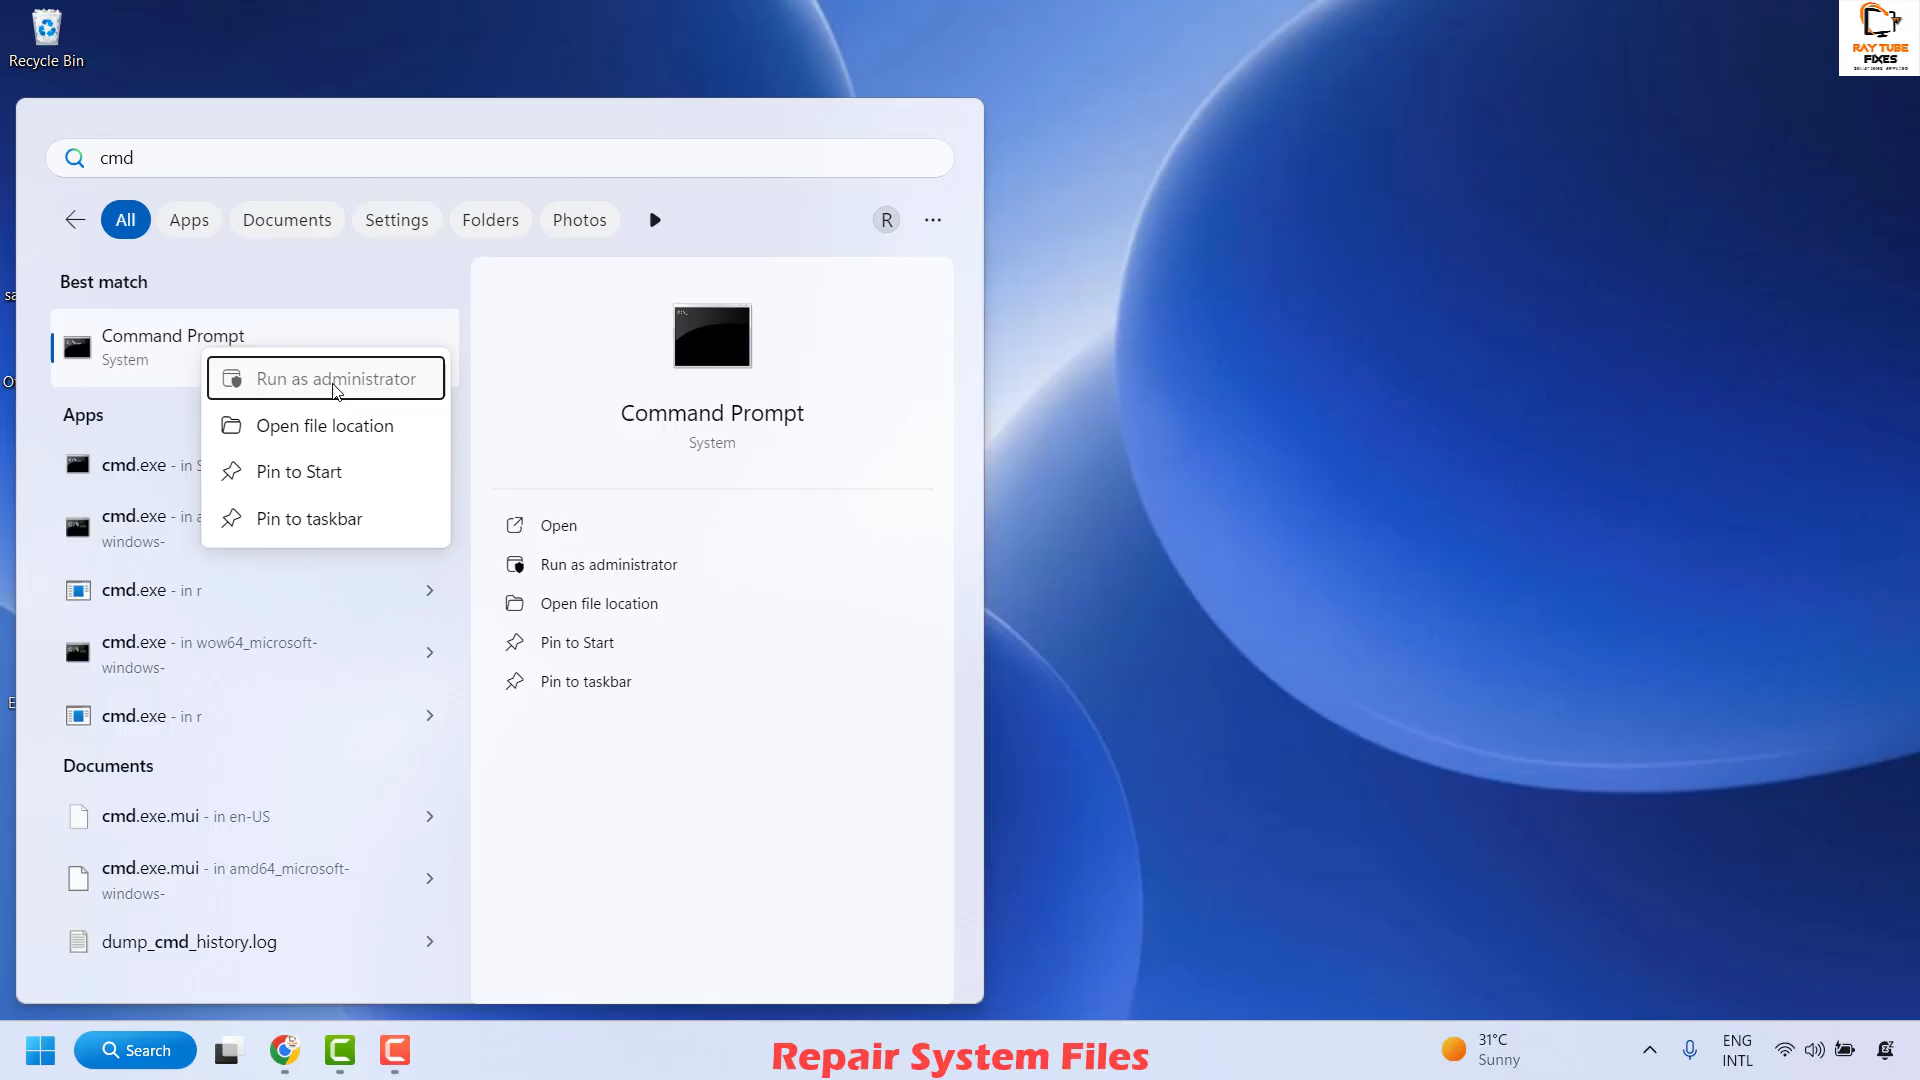 Recycle Bin
RAY TUBE
FIXES
SOLUTIONS APPLIED
cmd
All
Apps
Documents
Settings
Folders
Photos
R
Best match
Command Prompt
System
Run as administrator
Open file location
Pin to Start
Pin to taskbar
Apps
cmd.exe - in S
cmd.exe - in a
windows-
cmd.exe - in r
cmd.exe - in wow64_microsoft-
windows-
cmd.exe - in r
Documents
cmd.exe.mui - in en-US
cmd.exe.mui - in amd64_microsoft-
windows-
dump_cmd_history.log
Command Prompt
System
Open
Run as administrator
Open file location
Pin to Start
Pin to taskbar
Search
Repair System Files
31°C
Sunny
ENG
INTL